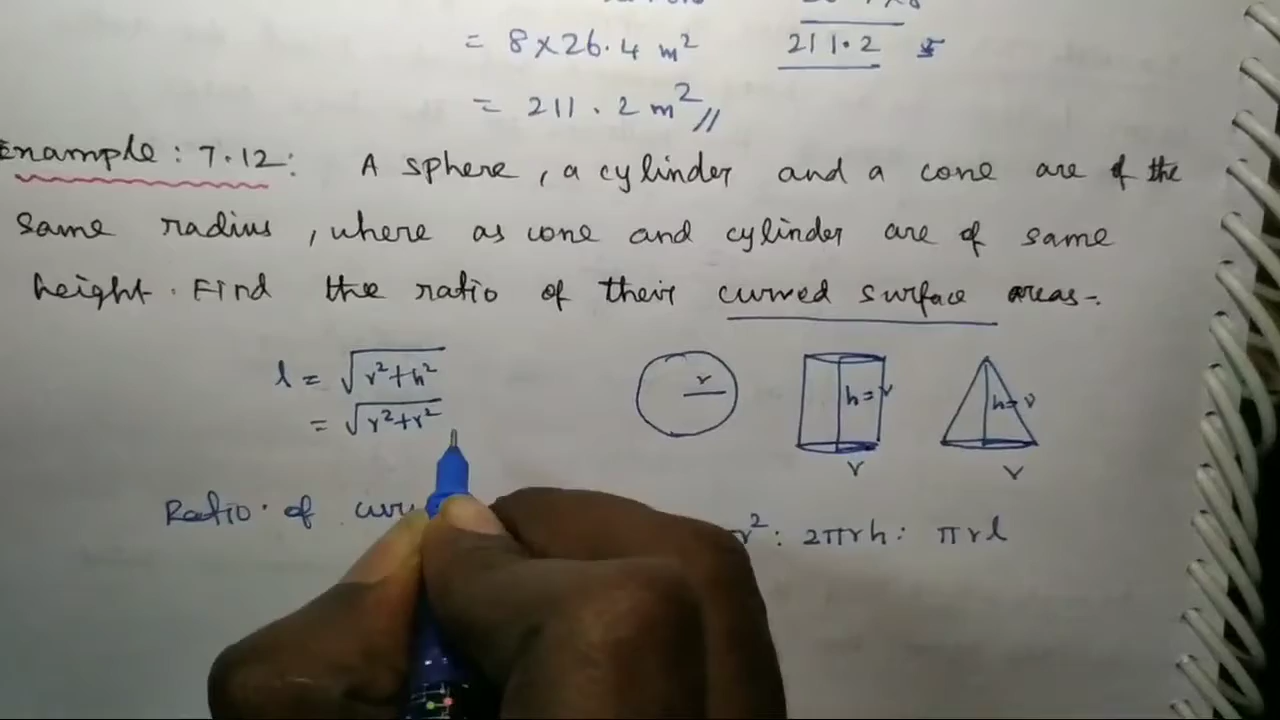 = 8×26.4 m²
211.2
= 211.2 m² //
Example: 7.12: A sphere, a cylinder and a cone are of the
same radius, where as cone and cylinder are of same
height. Find the ratio of their curved surface areas.
l = √r²+h²
= √r²+r²
r
h=r
r
h=r
r
Ratio of
r² : 2πrh : πrl